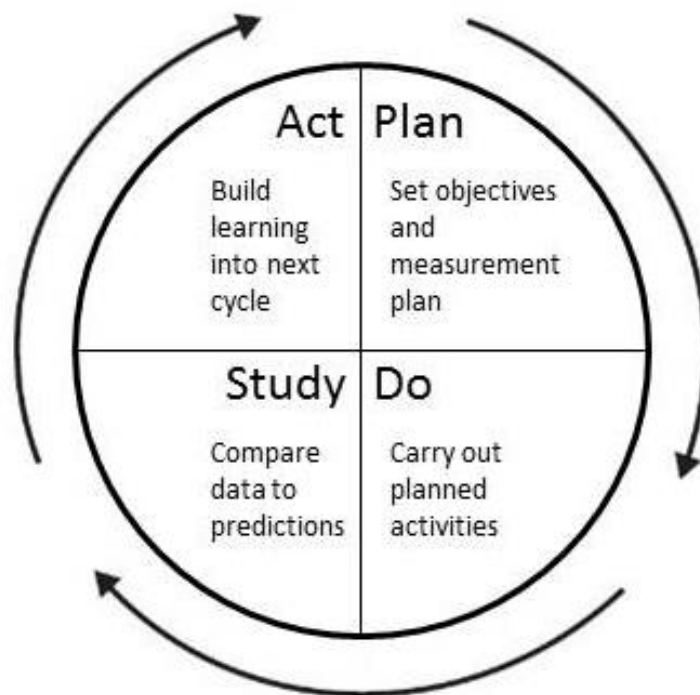 Act
Build
learning
into next
cycle
Plan
Set objectives
and
measurement
plan
Study
Compare
data to
predictions
Do
Carry out
planned
activities